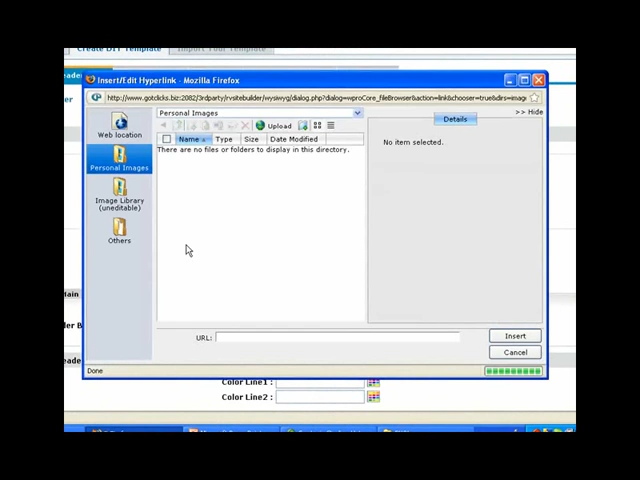 Create DIY Template
Import Your Template
Insert/Edit Hyperlink - Mozilla Firefox
http://www.gotclicks.biz:2082/3rdparty/rvsitebuilder/wysiwyg/dialog.php?dialog=wproCore_fileBrowser&action=link&chooser=true&dirs=image
Personal Images
>> Hide
Web location
Upload
Details
Name
Type
Size
Date Modified
There are no files or folders to display in this directory.
No item selected.
Personal Images
Image Library
(uneditable)
Others
URL:
Insert
Cancel
Done
Color Line1 :
Color Line2 :